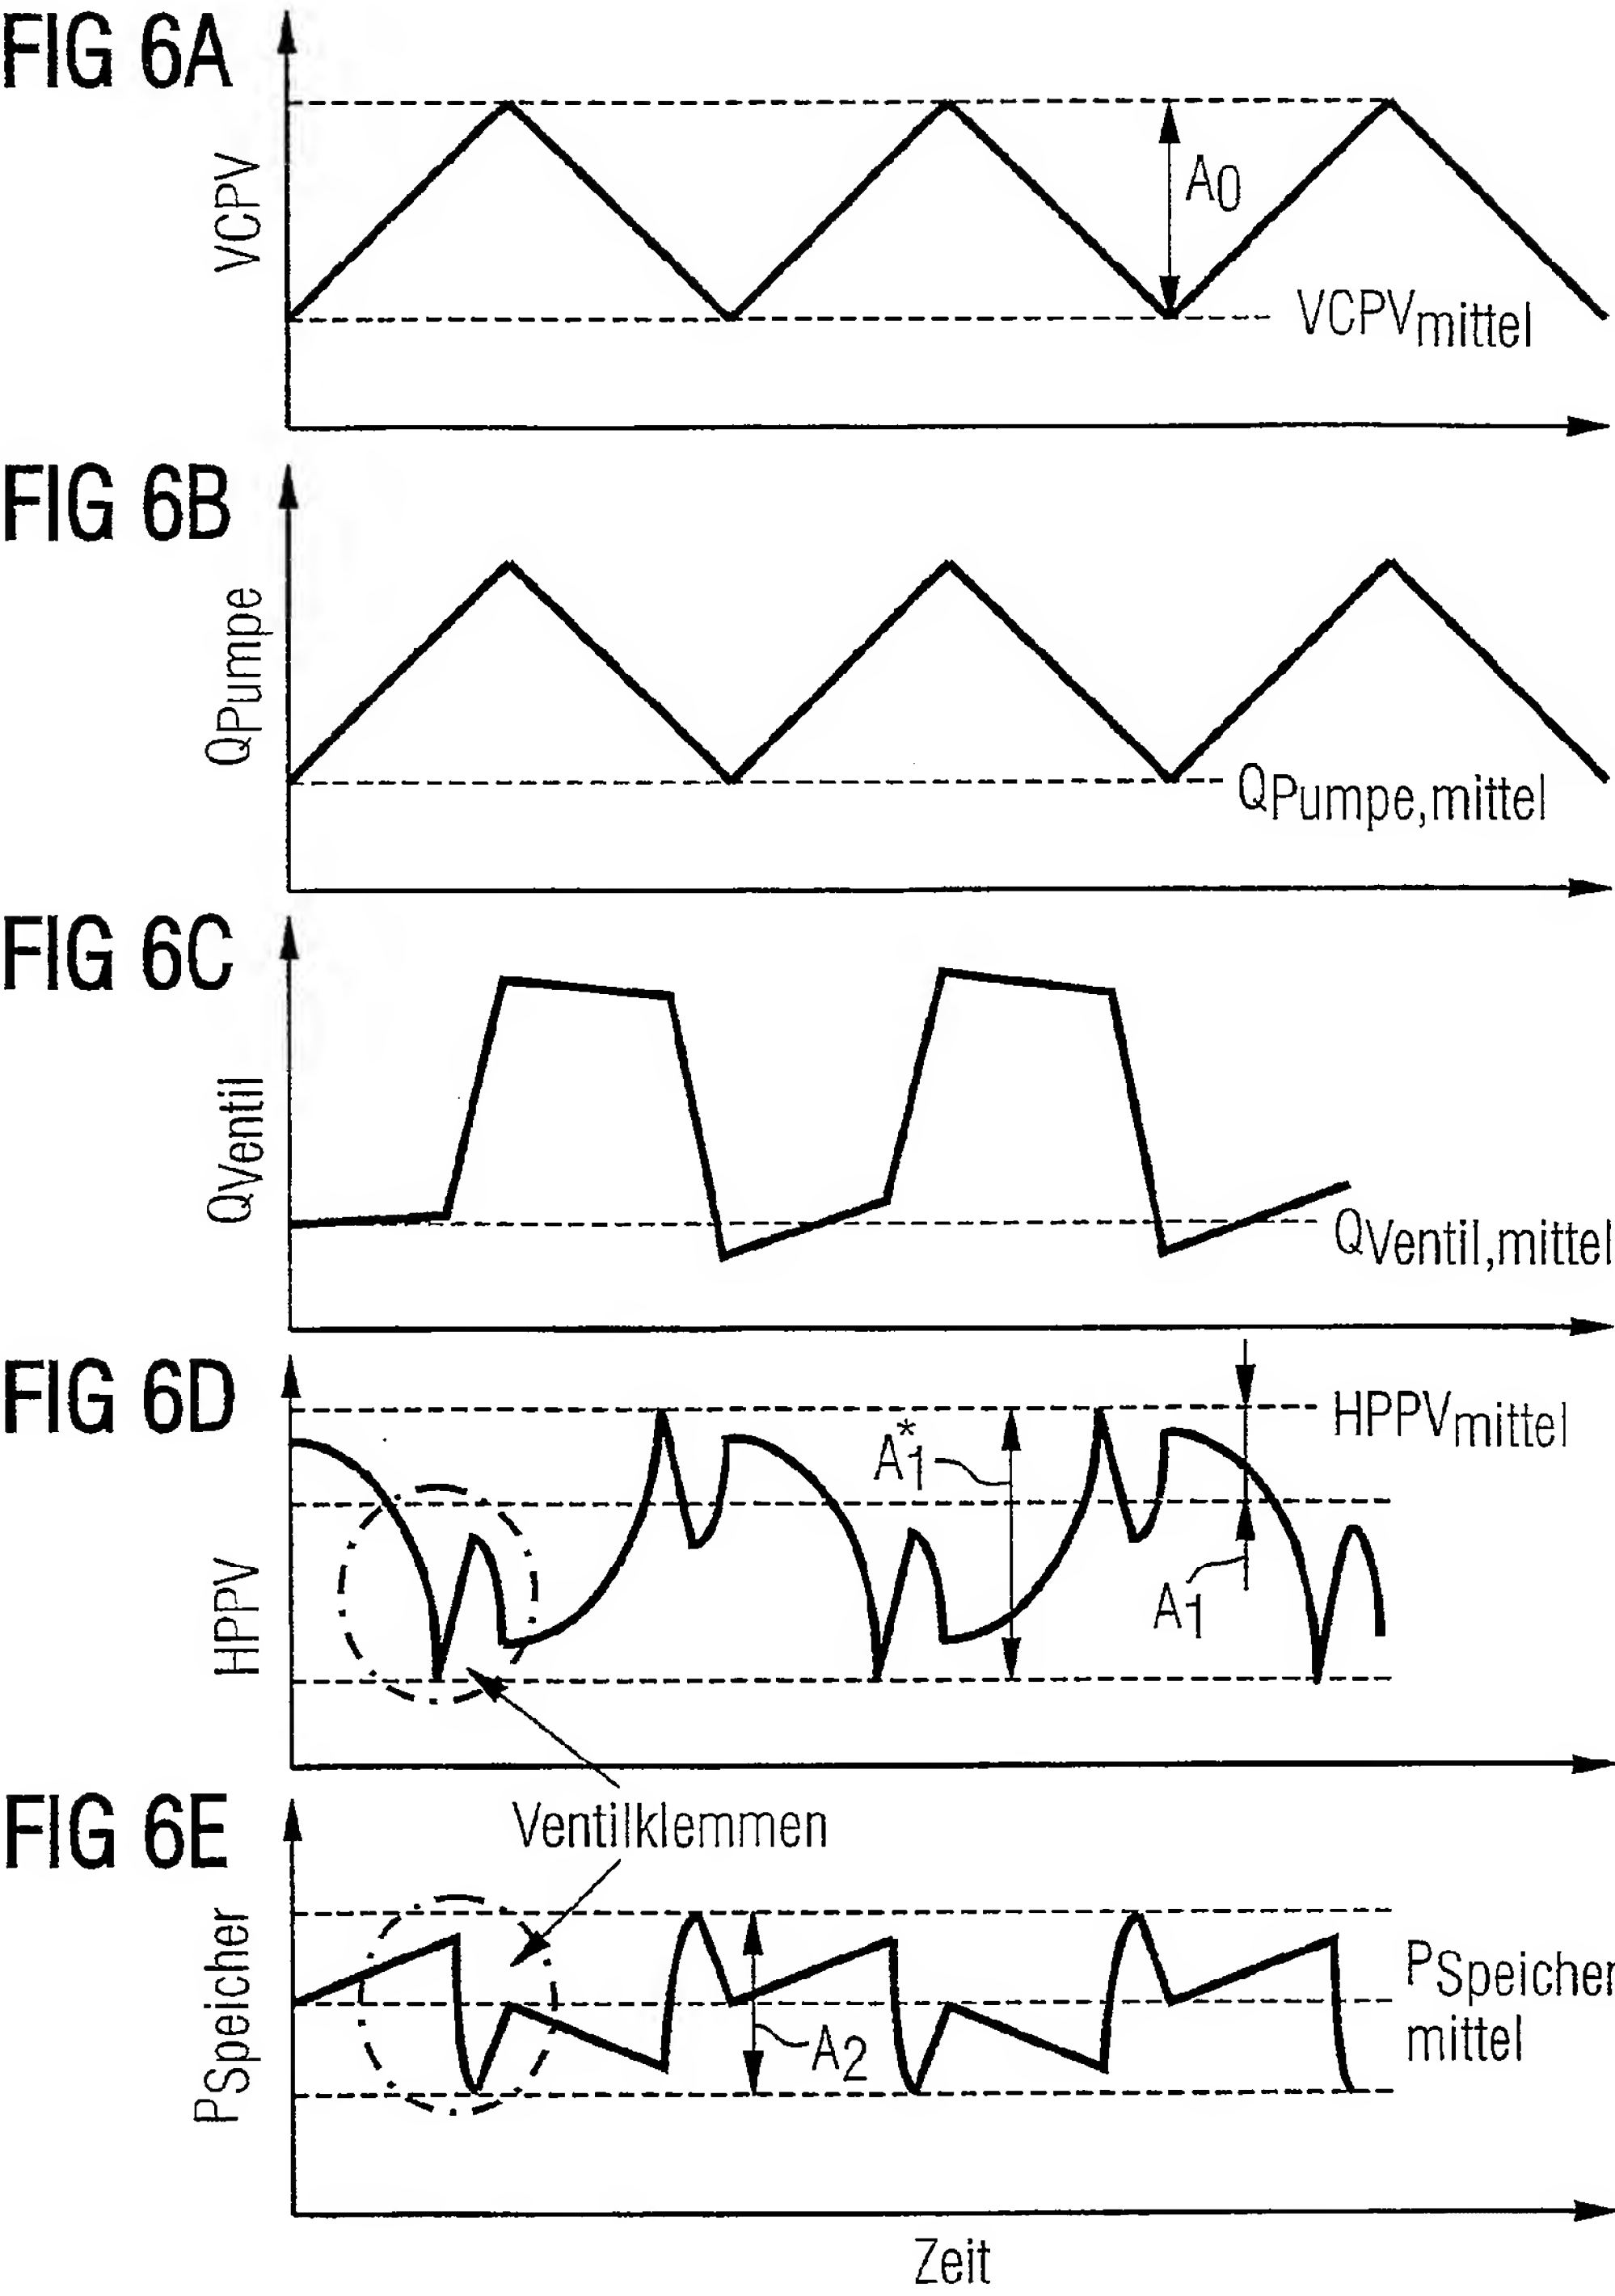 FIG 6A
VCPV
A0
VCPVmittel
FIG 6B
QPumpe
QPumpe,mittel
FIG 6C
QVentil
QVentil,mittel
FIG 6D
HPPV
HPPVmittel
A*1
A1
Ventilklemmen
FIG 6E
PSpeicher
PSpeicher
mittel
A2
Zeit